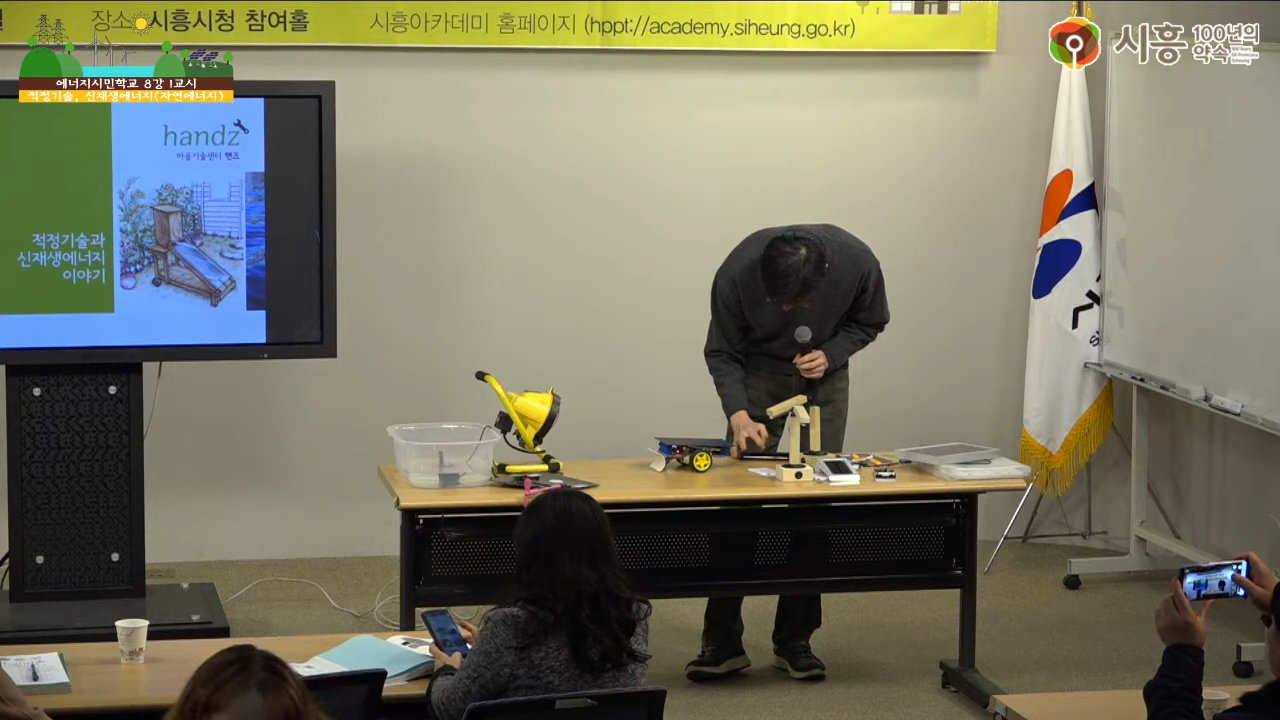 일 장소 시흥시청 참여홀 시흥아카데미 홈페이지 (hppt://academy.siheung.go.kr)
시흥 100년의 약속
에너지시민학교 8강 1교시
적정기술, 신재생에너지(자연에너지)
handz
마을기술센터 핸즈
적정기술과
신재생에너지
이야기